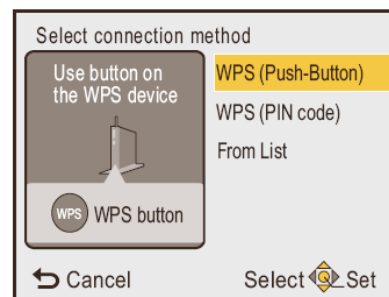 Select connection method
Use button on
the WPS device
WPS WPS button
WPS (Push-Button)
WPS (PIN code)
From List
Cancel
Select Set